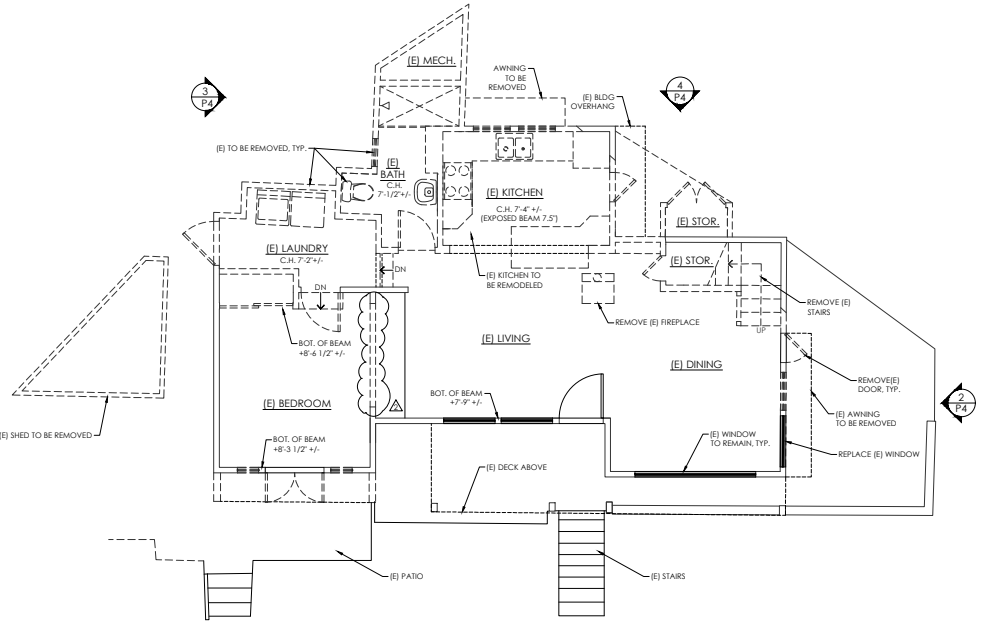 (E) MECH.
AWNING
TO BE
REMOVED
3
P4
4
P4
(E) BLDG
OVERHANG
(E) TO BE REMOVED, TYP.
(E)
BATH
C.H.
7'-1/2"+/-
(E) KITCHEN
C.H. 7'-4" +/-
(EXPOSED BEAM 7.5")
(E) STOR.
(E) LAUNDRY
C.H. 7'-2"+/-
(E) STOR.
DN
(E) KITCHEN TO
BE REMODELED
DN
REMOVE (E)
STAIRS
REMOVE (E) FIREPLACE
UP
BOT. OF BEAM
+8'-6 1/2" +/-
(E) LIVING
(E) DINING
REMOVE(E)
DOOR, TYP.
BOT. OF BEAM
+7'-9" +/-
(E) BEDROOM
2
2
P4
(E) AWNING
TO BE REMOVED
(E) SHED TO BE REMOVED
BOT. OF BEAM
+8'-3 1/2" +/-
(E) WINDOW
TO REMAIN, TYP.
REPLACE (E) WINDOW
(E) DECK ABOVE
(E) PATIO
(E) STAIRS